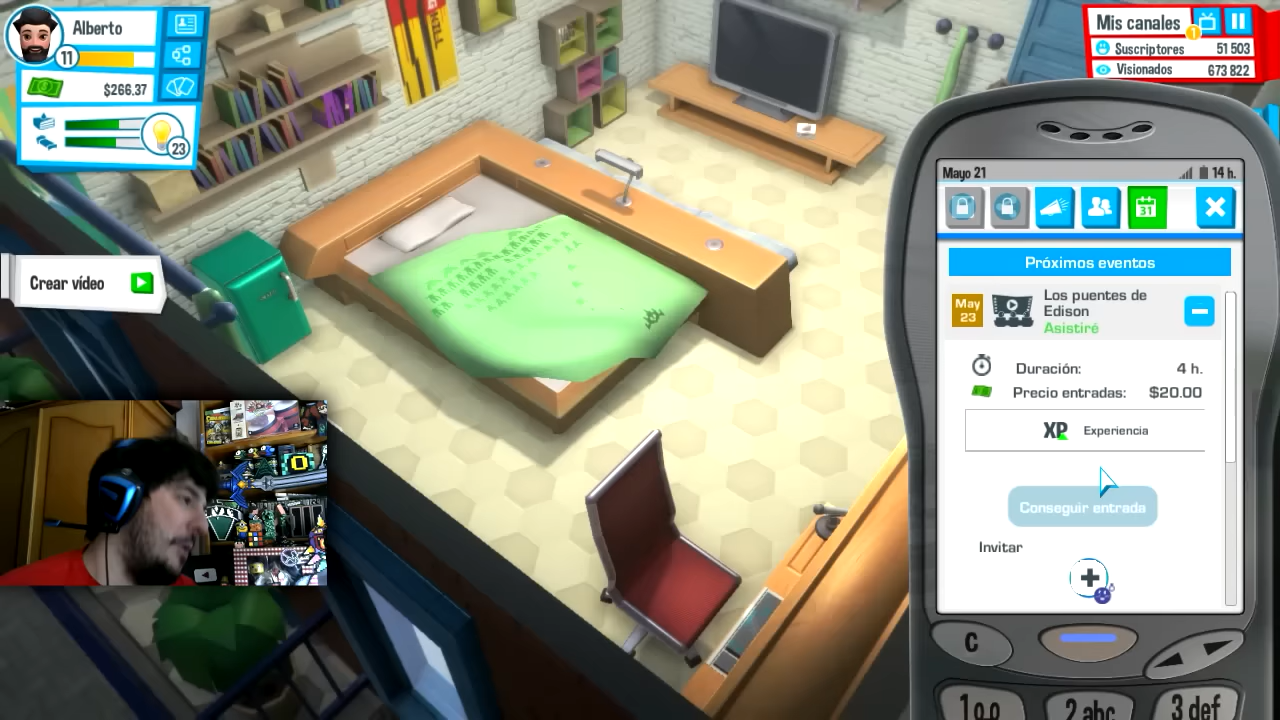 Alberto
11
$266.37
23
Crear vídeo
Mis canales
1
Suscriptores 51 503
Visionados 673 822
Mayo 21
14 h.
31
Próximos eventos
May
23
Los puentes de
Edison
Asistiré
Duración: 4 h.
Precio entradas: $20.00
XP Experiencia
Conseguir entrada
Invitar
C
1oo
2 abc
3 def